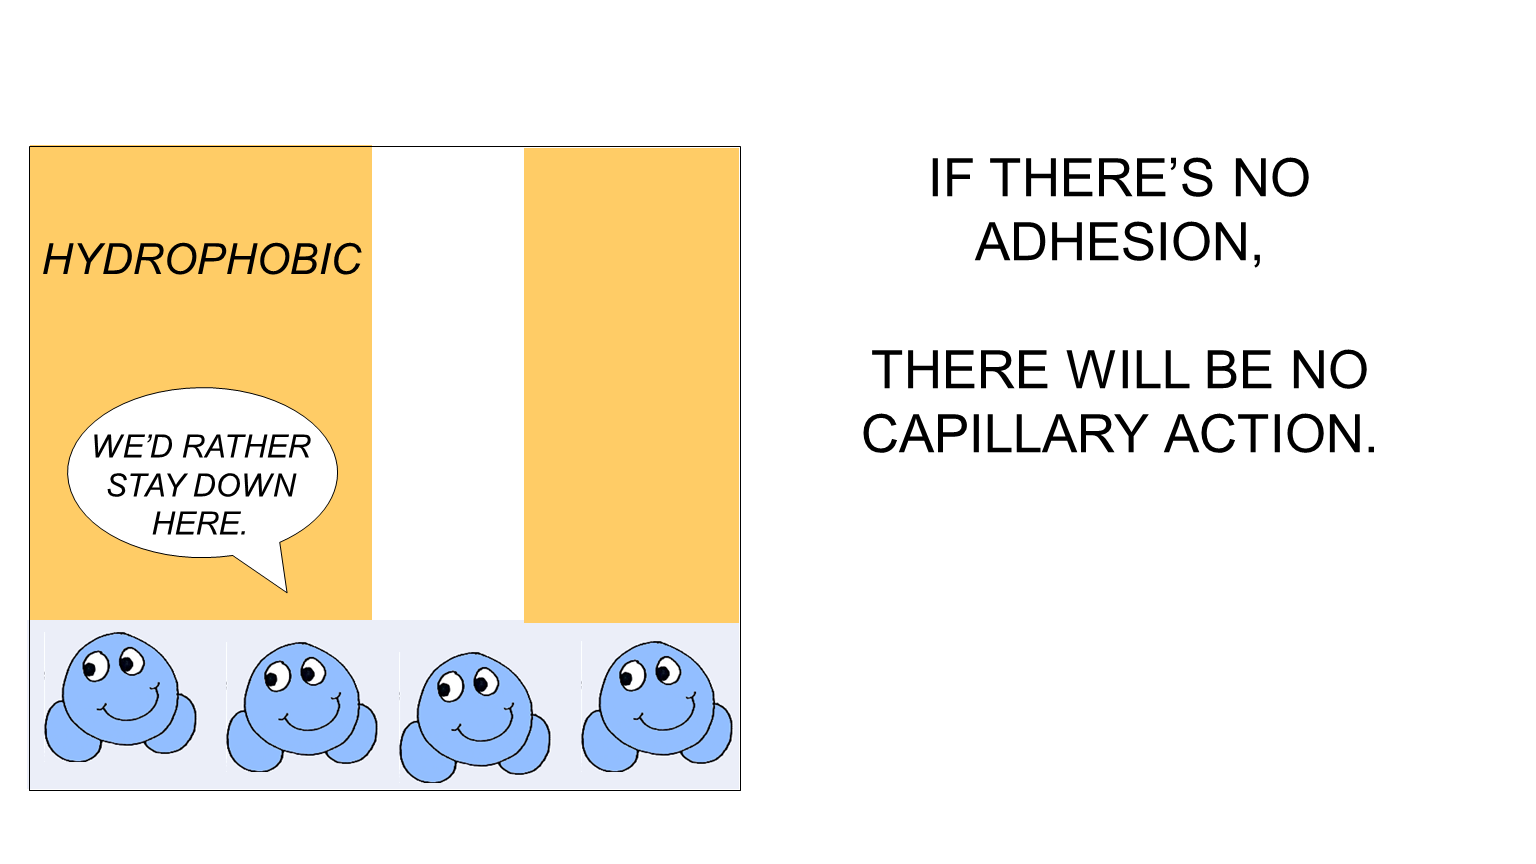 HYDROPHOBIC
WE’D RATHER
STAY DOWN
HERE.
IF THERE’S NO
ADHESION,
THERE WILL BE NO
CAPILLARY ACTION.